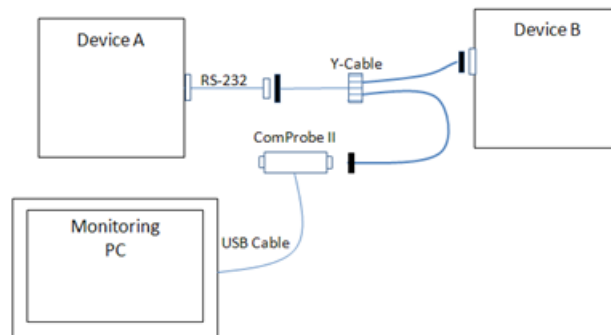 Device A
Device B
Y-Cable
RS-232
ComProbe II
Monitoring
PC
USB Cable